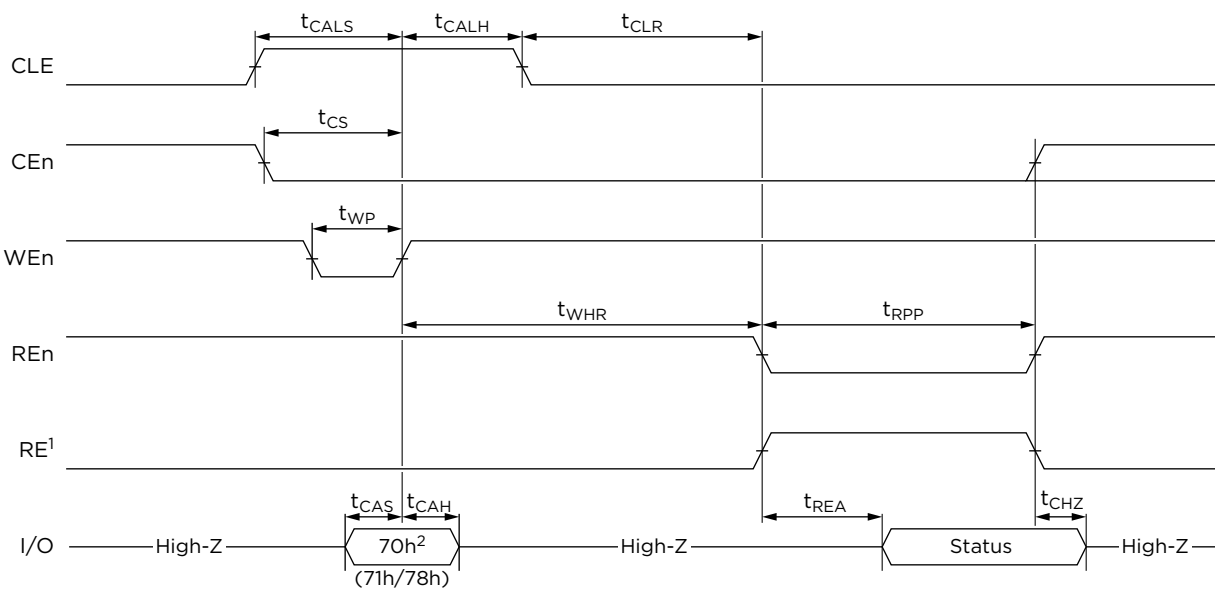 tCALS tCALH tCLR
CLE
tCS
CEn
tWP
WEn
tWHR tRPP
REn
RE¹
tCAS tCAH tREA tCHZ
I/O High-Z 70h² High-Z Status High-Z
(71h/78h)